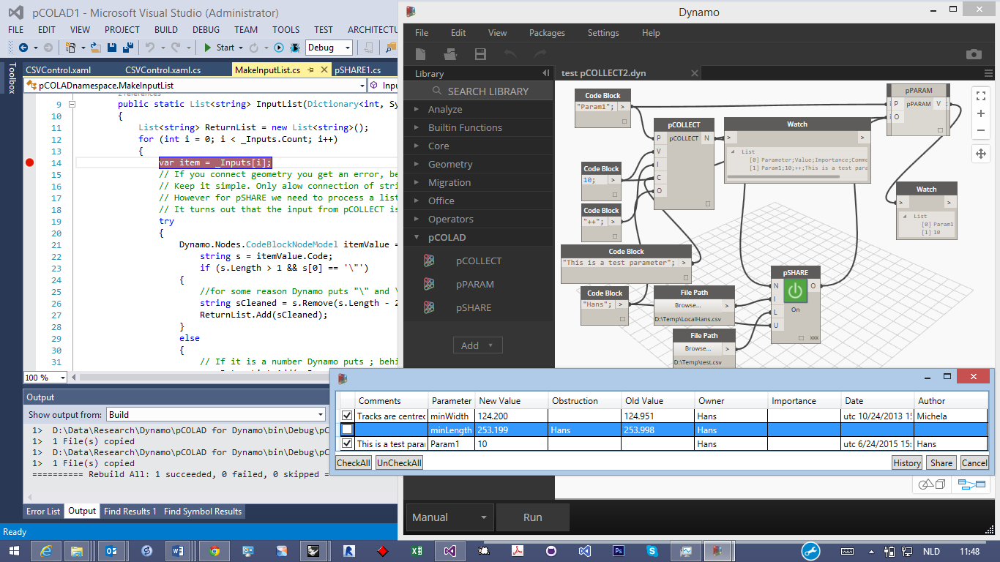 pCOLAD1 - Microsoft Visual Studio (Administrator)
FILE EDIT VIEW PROJECT BUILD DEBUG TEAM TOOLS TEST ARCHITECTU
Start Debug
Toolbox
CSVControl.xaml CSVControl.xaml.cs MakeInputList.cs pSHARE1.cs
pCOLADnamespace.MakeInputList Inpu
2 references
9 public static List<string> InputList(Dictionary<int, Sy
10 {
11 List<string> ReturnList = new List<string>();
12 for (int i = 0; i < _Inputs.Count; i++)
13 {
14 var item = _Inputs[i];
15 // If you connect geometry you get an error, be
16 // Keep it simple. Only alow connection of stri
17 // However for pSHARE we need to process a list
18 // It turns out that the input from pCOLLECT is
19 try
20 {
21 Dynamo.Nodes.CodeBlockNodeModel itemValue =
22 string s = itemValue.Code;
23 if (s.Length > 1 && s[0] == '\"')
24 {
25 //for some reason Dynamo puts "\" and \
26 string sCleaned = s.Remove(s.Length - 2
27 ReturnList.Add(sCleaned);
28 }
29 else
30 {
31 // If it is a number Dynamo puts ; behi
100 %
Output
Show output from: Build
1> D:\Data\Research\Dynamo\pCOLAD for Dynamo\bin\Debug\pC
1> 1 File(s) copied
1> D:\Data\Research\Dynamo\pCOLAD for Dynamo\bin\Debug\pC
1> 1 File(s) copied
========== Rebuild All: 1 succeeded, 0 failed, 0 skipped =
Error List Output Find Results 1 Find Symbol Results
Ready
Dynamo
File Edit View Packages Settings Help
Library
SEARCH LIBRARY
Analyze
Builtin Functions
Core
Geometry
Migration
Office
Operators
pCOLAD
pCOLLECT
pPARAM
pSHARE
Add
test pCOLLECT2.dyn
Code Block
"Param1"; >
pCOLLECT
P pCOLLECT N
V
I
C
O
Code Block
10; >
Code Block
"++"; >
Code Block
"This is a test parameter"; >
Code Block
"Hans"; >
Watch
> >
List
[0] Parameter;Value;Importance;Comme
[1] Param1;10;++;This is a test para
pPARAM
P pPARAM V
O
Watch
> >
List
[0] Param1
[1] 10
File Path
Browse... >
D:\Temp\LocalHans.csv
File Path
Browse... >
D:\Temp\test.csv
pSHARE
N O
I
L
U
On
xxx
Comments Parameter New Value Obstruction Old Value Owner Importance Date Author
Tracks are centred minWidth 124.200 124.951 Hans utc 10/24/2013 15 Michela
minLength 253.199 Hans 253.998 Hans
This is a test para Param1 10 Hans utc 6/24/2015 15: Hans
CheckAll UnCheckAll History Share Cancel
Manual Run
NLD 11:48